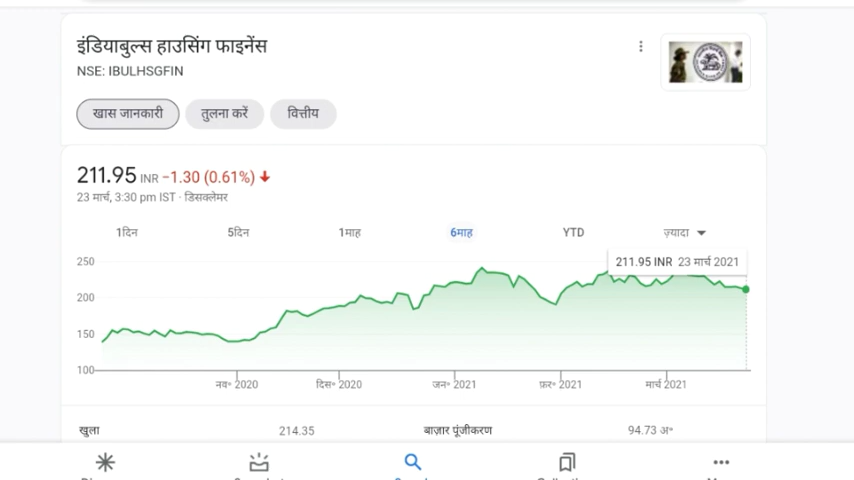 इंडियाबुल्स हाउसिंग फाइनेंस
NSE: IBULHSGFIN
खास जानकारी तुलना करें वित्तीय
211.95 INR −1.30 (0.61%) ↓
23 मार्च, 3:30 pm IST · डिसक्लेमर
1दिन 5दिन 1माह 6माह YTD ज़्यादा
211.95 INR 23 मार्च 2021
250
200
150
100
नव॰ 2020 दिस॰ 2020 जन॰ 2021 फ़र॰ 2021 मार्च 2021
खुला 214.35 बाज़ार पूंजीकरण 94.73 अ॰